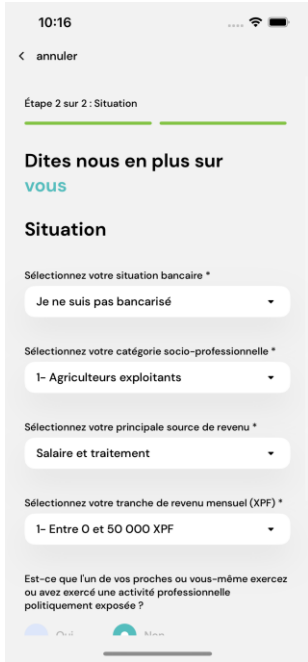 10:16
annuler
Étape 2 sur 2 : Situation
Dites nous en plus sur
vous
Situation
Sélectionnez votre situation bancaire *
Je ne suis pas bancarisé
Sélectionnez votre catégorie socio-professionnelle *
1- Agriculteurs exploitants
Sélectionnez votre principale source de revenu *
Salaire et traitement
Sélectionnez votre tranche de revenu mensuel (XPF) *
1- Entre 0 et 50 000 XPF
Est-ce que l'un de vos proches ou vous-même exercez
ou avez exercé une activité professionnelle
politiquement exposée ?
Oui Non